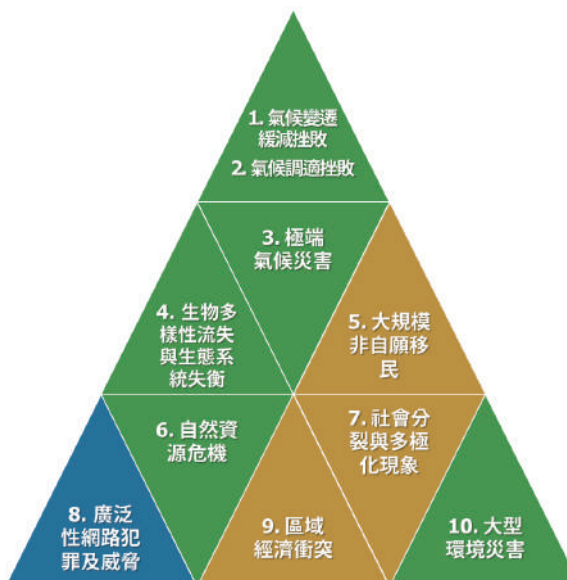 1. 氣候變遷
緩減挫敗
2. 氣候調適挫敗
3. 極端
氣候災害
4. 生物多
樣性流失
與生態系
統失衡
5. 大規模
非自願移
民
6. 自然資
源危機
7. 社會分
裂與多極
化現象
8. 廣泛
性網路犯
罪及威脅
9. 區域
經濟衝突
10. 大型
環境災害